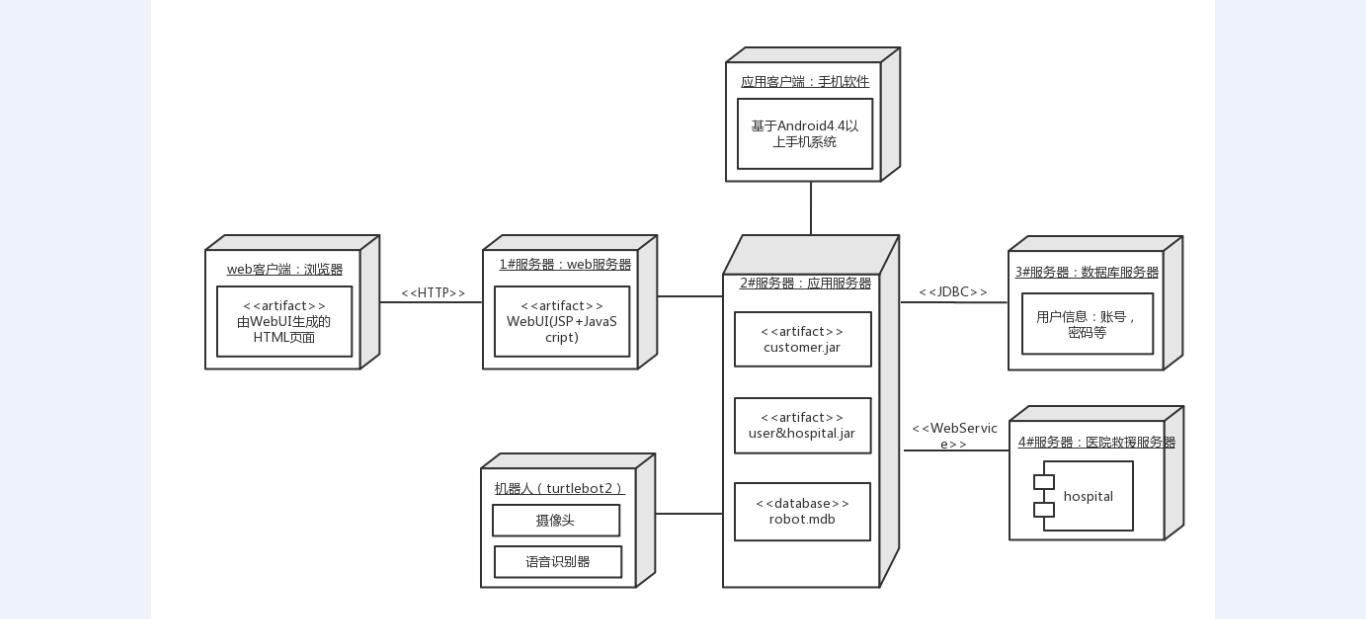 应用客户端：手机软件
基于Android4.4以
上手机系统
web客户端：浏览器
<<artifact>>
由WebUI生成的
HTML页面
<<HTTP>>
1#服务器：web服务器
<<artifact>>
WebUI(JSP+JavaS
cript)
2#服务器：应用服务器
<<artifact>>
customer.jar
<<artifact>>
user&hospital.jar
<<database>>
robot.mdb
<<JDBC>>
3#服务器：数据库服务器
用户信息：账号，
密码等
<<WebServic
e>>
4#服务器：医院救援服务器
hospital
机器人（turtlebot2）
摄像头
语音识别器